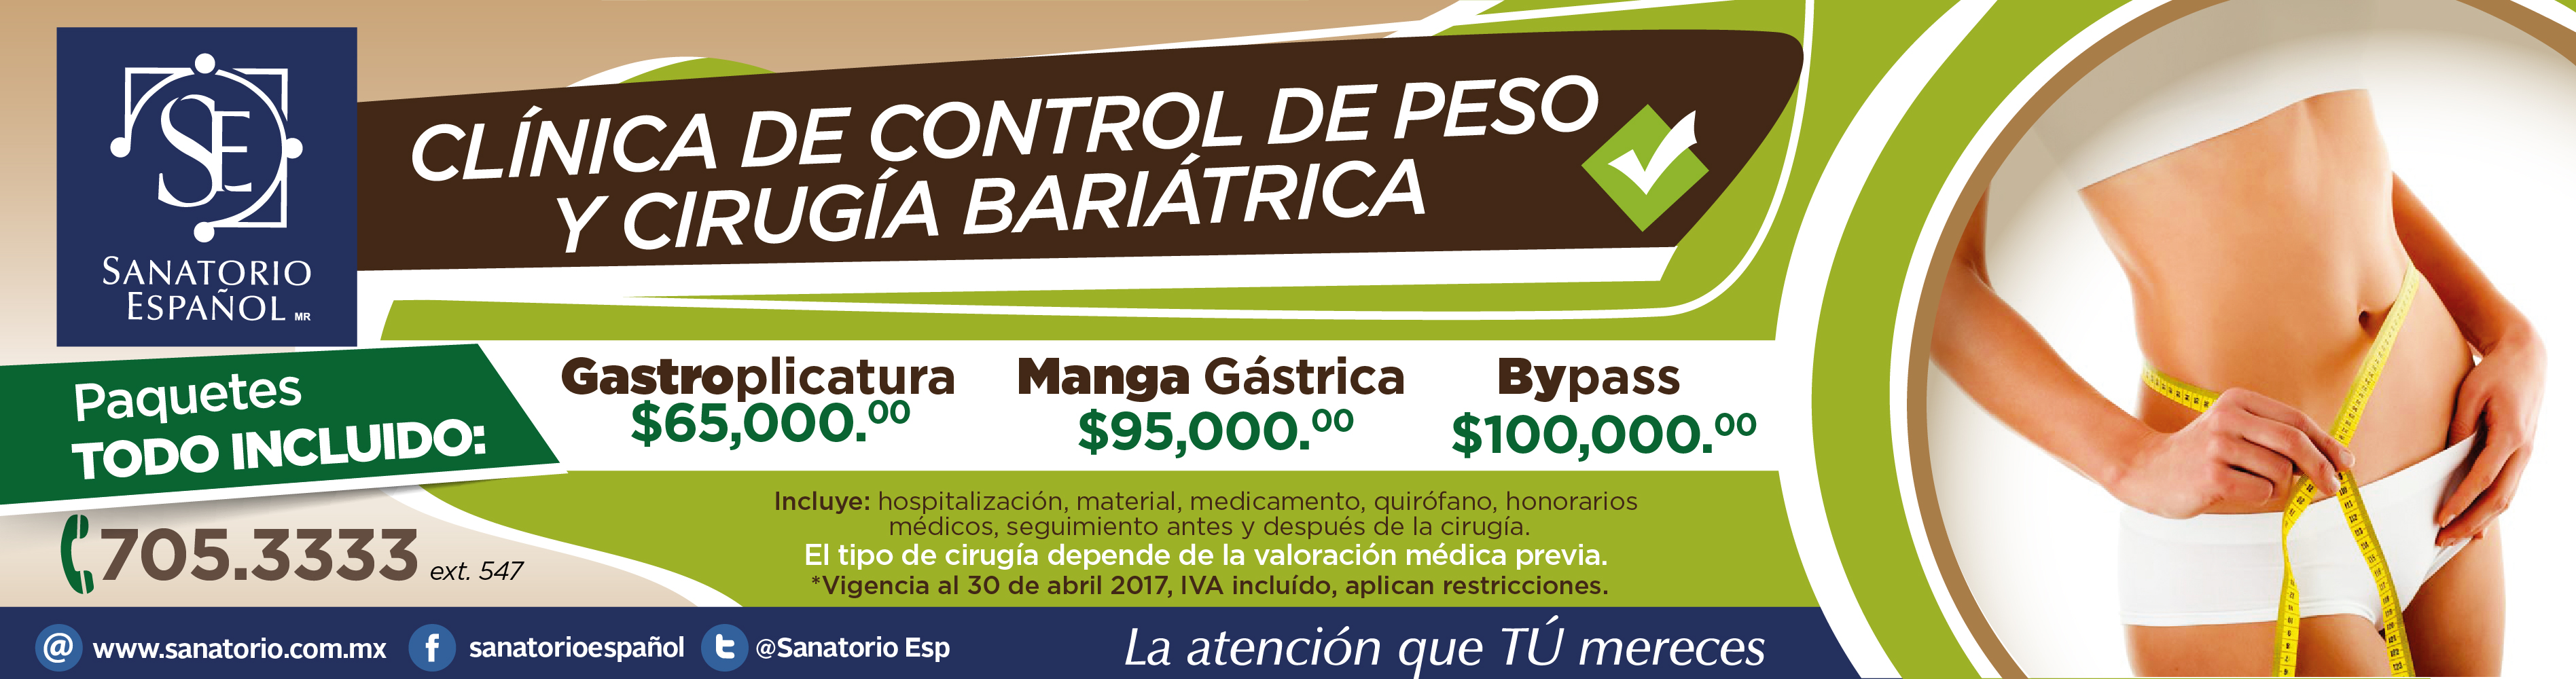 SE
SANATORIO
ESPAÑOL MR
CLÍNICA DE CONTROL DE PESO
Y CIRUGÍA BARIÁTRICA
Paquetes
TODO INCLUIDO:
Gastroplicatura
$65,000.00
Manga Gástrica
$95,000.00
Bypass
$100,000.00
Incluye: hospitalización, material, medicamento, quirófano, honorarios
médicos, seguimiento antes y después de la cirugía.
El tipo de cirugía depende de la valoración médica previa.
*Vigencia al 30 de abril 2017, IVA incluído, aplican restricciones.
705.3333 ext. 547
@ www.sanatorio.com.mx f sanatorioespañol t @Sanatorio Esp
La atención que TÚ mereces